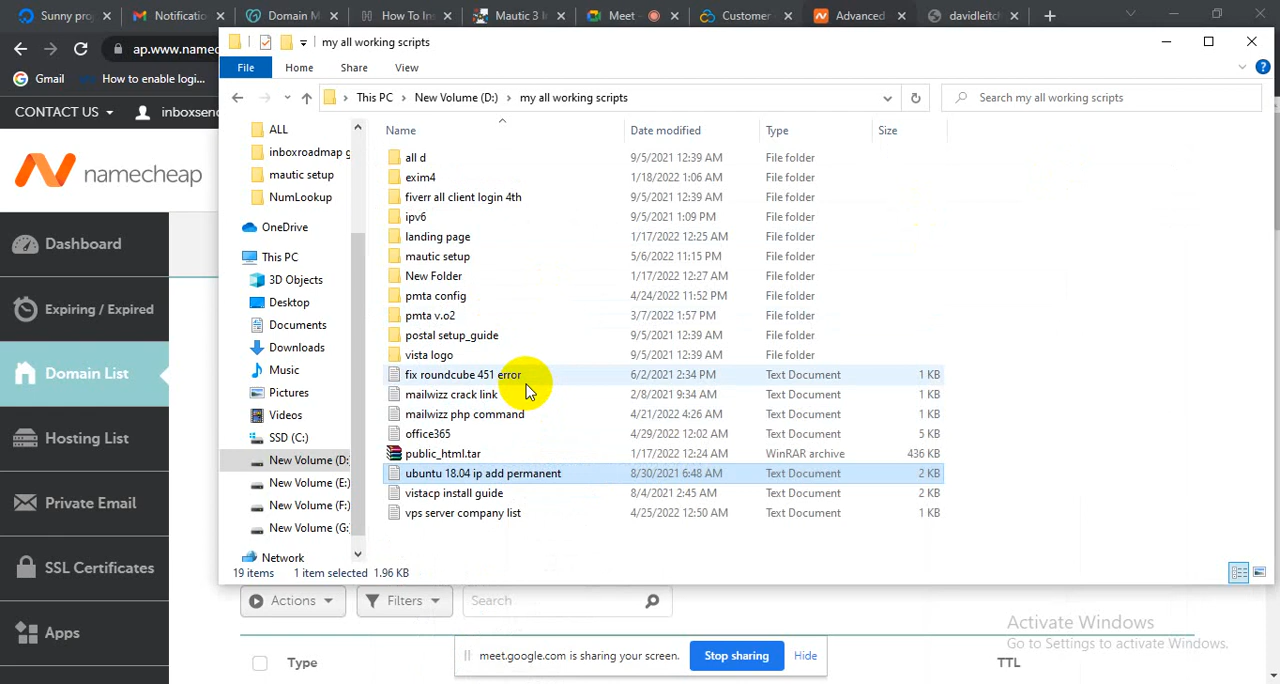 Sunny pro
Notificatio
Domain M
How To In
Mautic 3 I
Meet -
Customer
Advanced
davidleitch
ap.www.namec
Gmail
How to enable logi...
CONTACT US
inboxsend
namecheap
Dashboard
Expiring / Expired
Domain List
Hosting List
Private Email
SSL Certificates
Apps
my all working scripts
File
Home
Share
View
This PC > New Volume (D:) > my all working scripts
Search my all working scripts
ALL
inboxroadmap g
mautic setup
NumLookup
OneDrive
This PC
3D Objects
Desktop
Documents
Downloads
Music
Pictures
Videos
SSD (C:)
New Volume (D:
New Volume (E:)
New Volume (F:)
New Volume (G:
Network
Name Date modified Type Size
all d 9/5/2021 12:39 AM File folder
exim4 1/18/2022 1:06 AM File folder
fiverr all client login 4th 9/5/2021 12:39 AM File folder
ipv6 9/5/2021 1:09 PM File folder
landing page 1/17/2022 12:25 AM File folder
mautic setup 5/6/2022 11:15 PM File folder
New Folder 1/17/2022 12:27 AM File folder
pmta config 4/24/2022 11:52 PM File folder
pmta v.o2 3/7/2022 1:57 PM File folder
postal setup_guide 9/5/2021 12:39 AM File folder
vista logo 9/5/2021 12:39 AM File folder
fix roundcube 451 error 6/2/2021 2:34 PM Text Document 1 KB
mailwizz crack link 2/8/2021 9:34 AM Text Document 1 KB
mailwizz php command 4/21/2022 4:26 AM Text Document 1 KB
office365 4/29/2022 12:02 AM Text Document 5 KB
public_html.tar 1/17/2022 12:24 AM WinRAR archive 436 KB
ubuntu 18.04 ip add permanent 8/30/2021 6:48 AM Text Document 2 KB
vistacp install guide 8/4/2021 2:45 AM Text Document 2 KB
vps server company list 4/25/2022 12:50 AM Text Document 1 KB
19 items 1 item selected 1.96 KB
Actions
Filters
Search
Type
TTL
Activate Windows
Go to Settings to activate Windows.
meet.google.com is sharing your screen.
Stop sharing
Hide